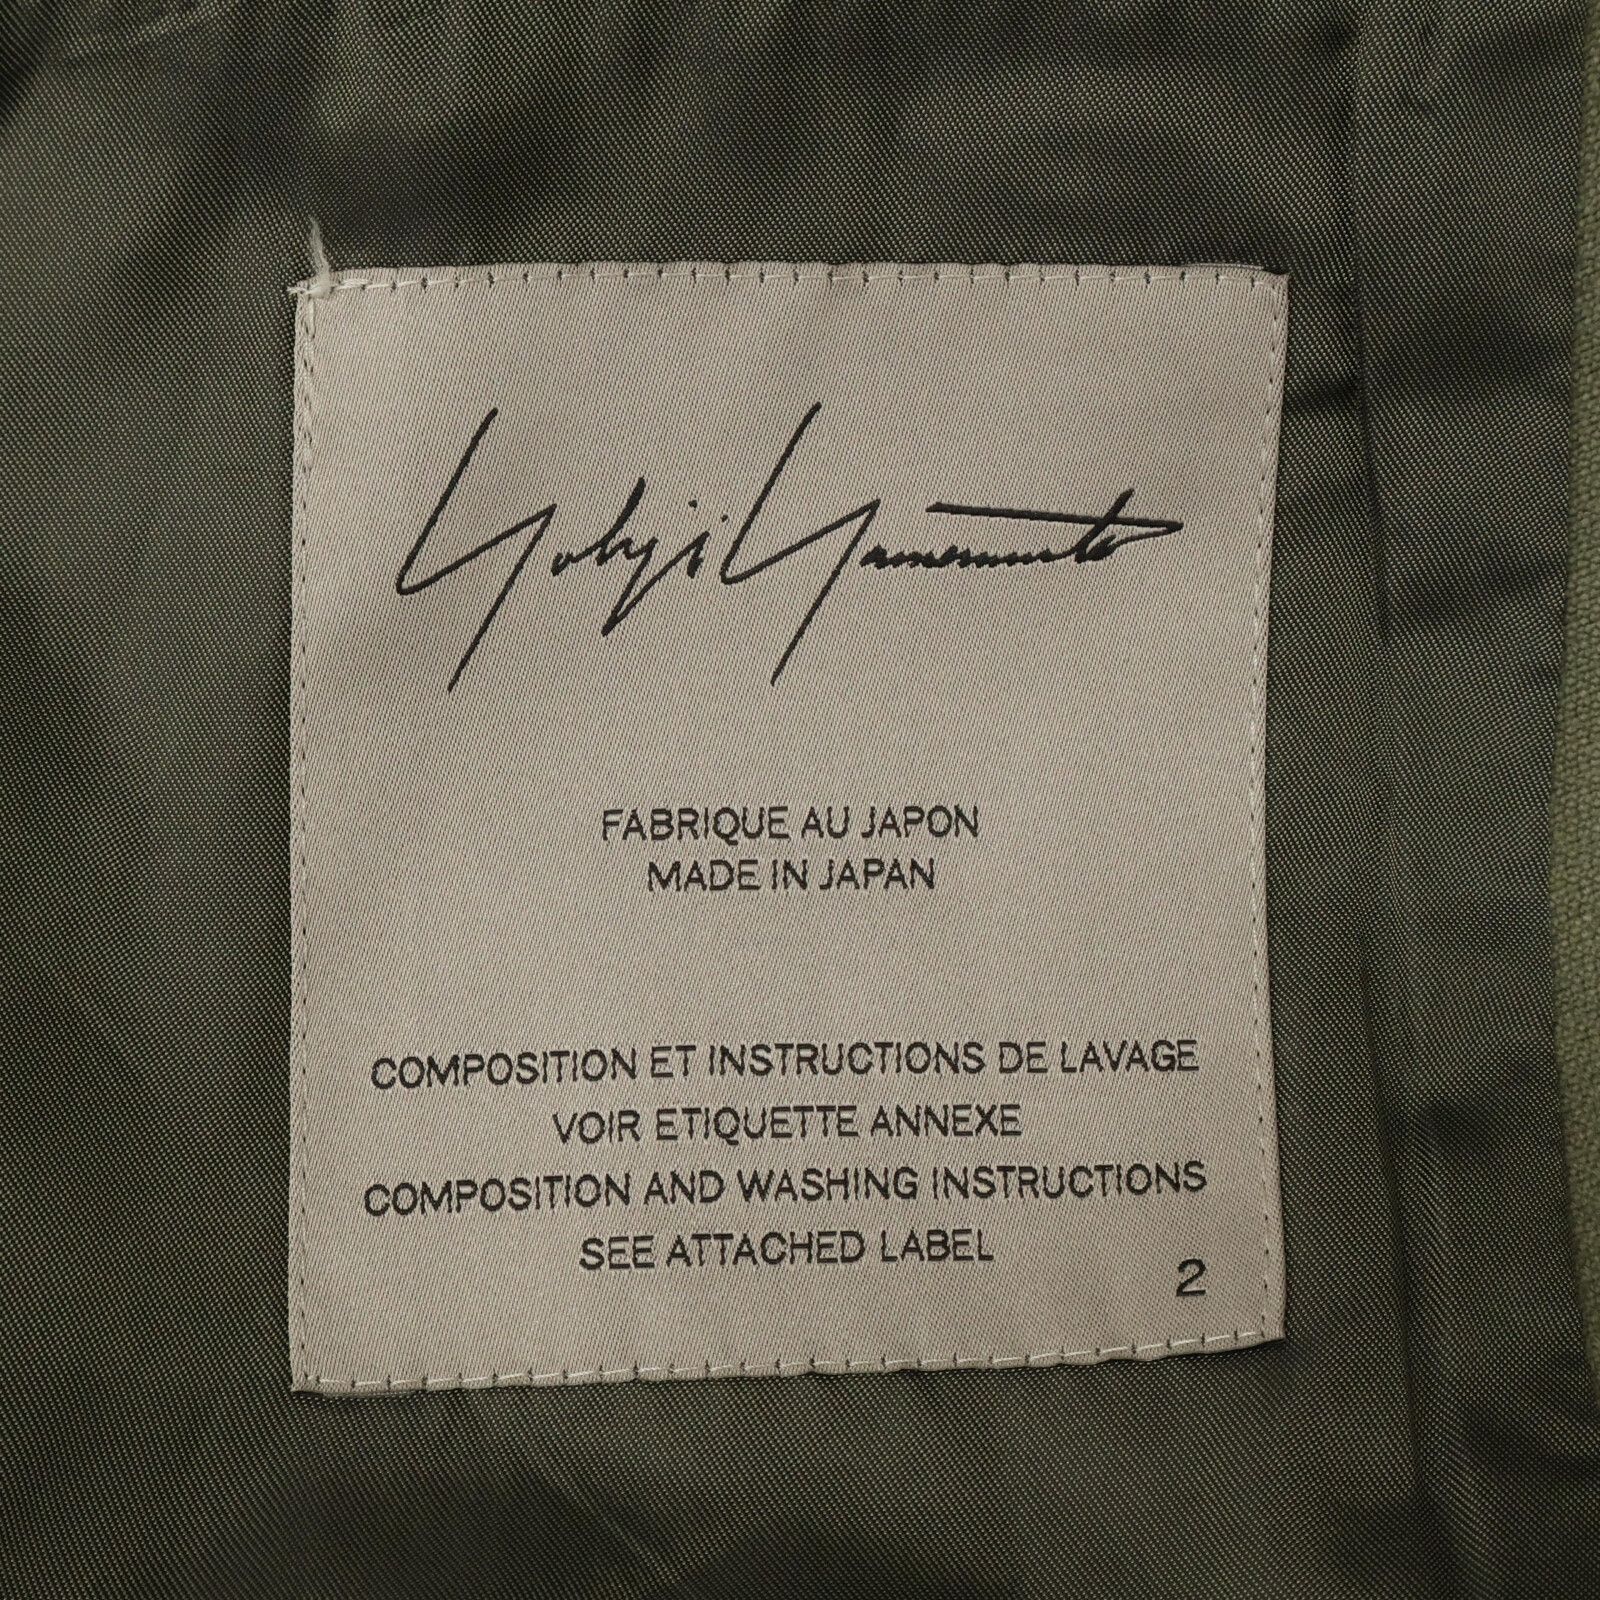 Yohji Yamamoto
FABRIQUE AU JAPON
MADE IN JAPAN
COMPOSITION ET INSTRUCTIONS DE LAVAGE
VOIR ETIQUETTE ANNEXE
COMPOSITION AND WASHING INSTRUCTIONS
SEE ATTACHED LABEL
2